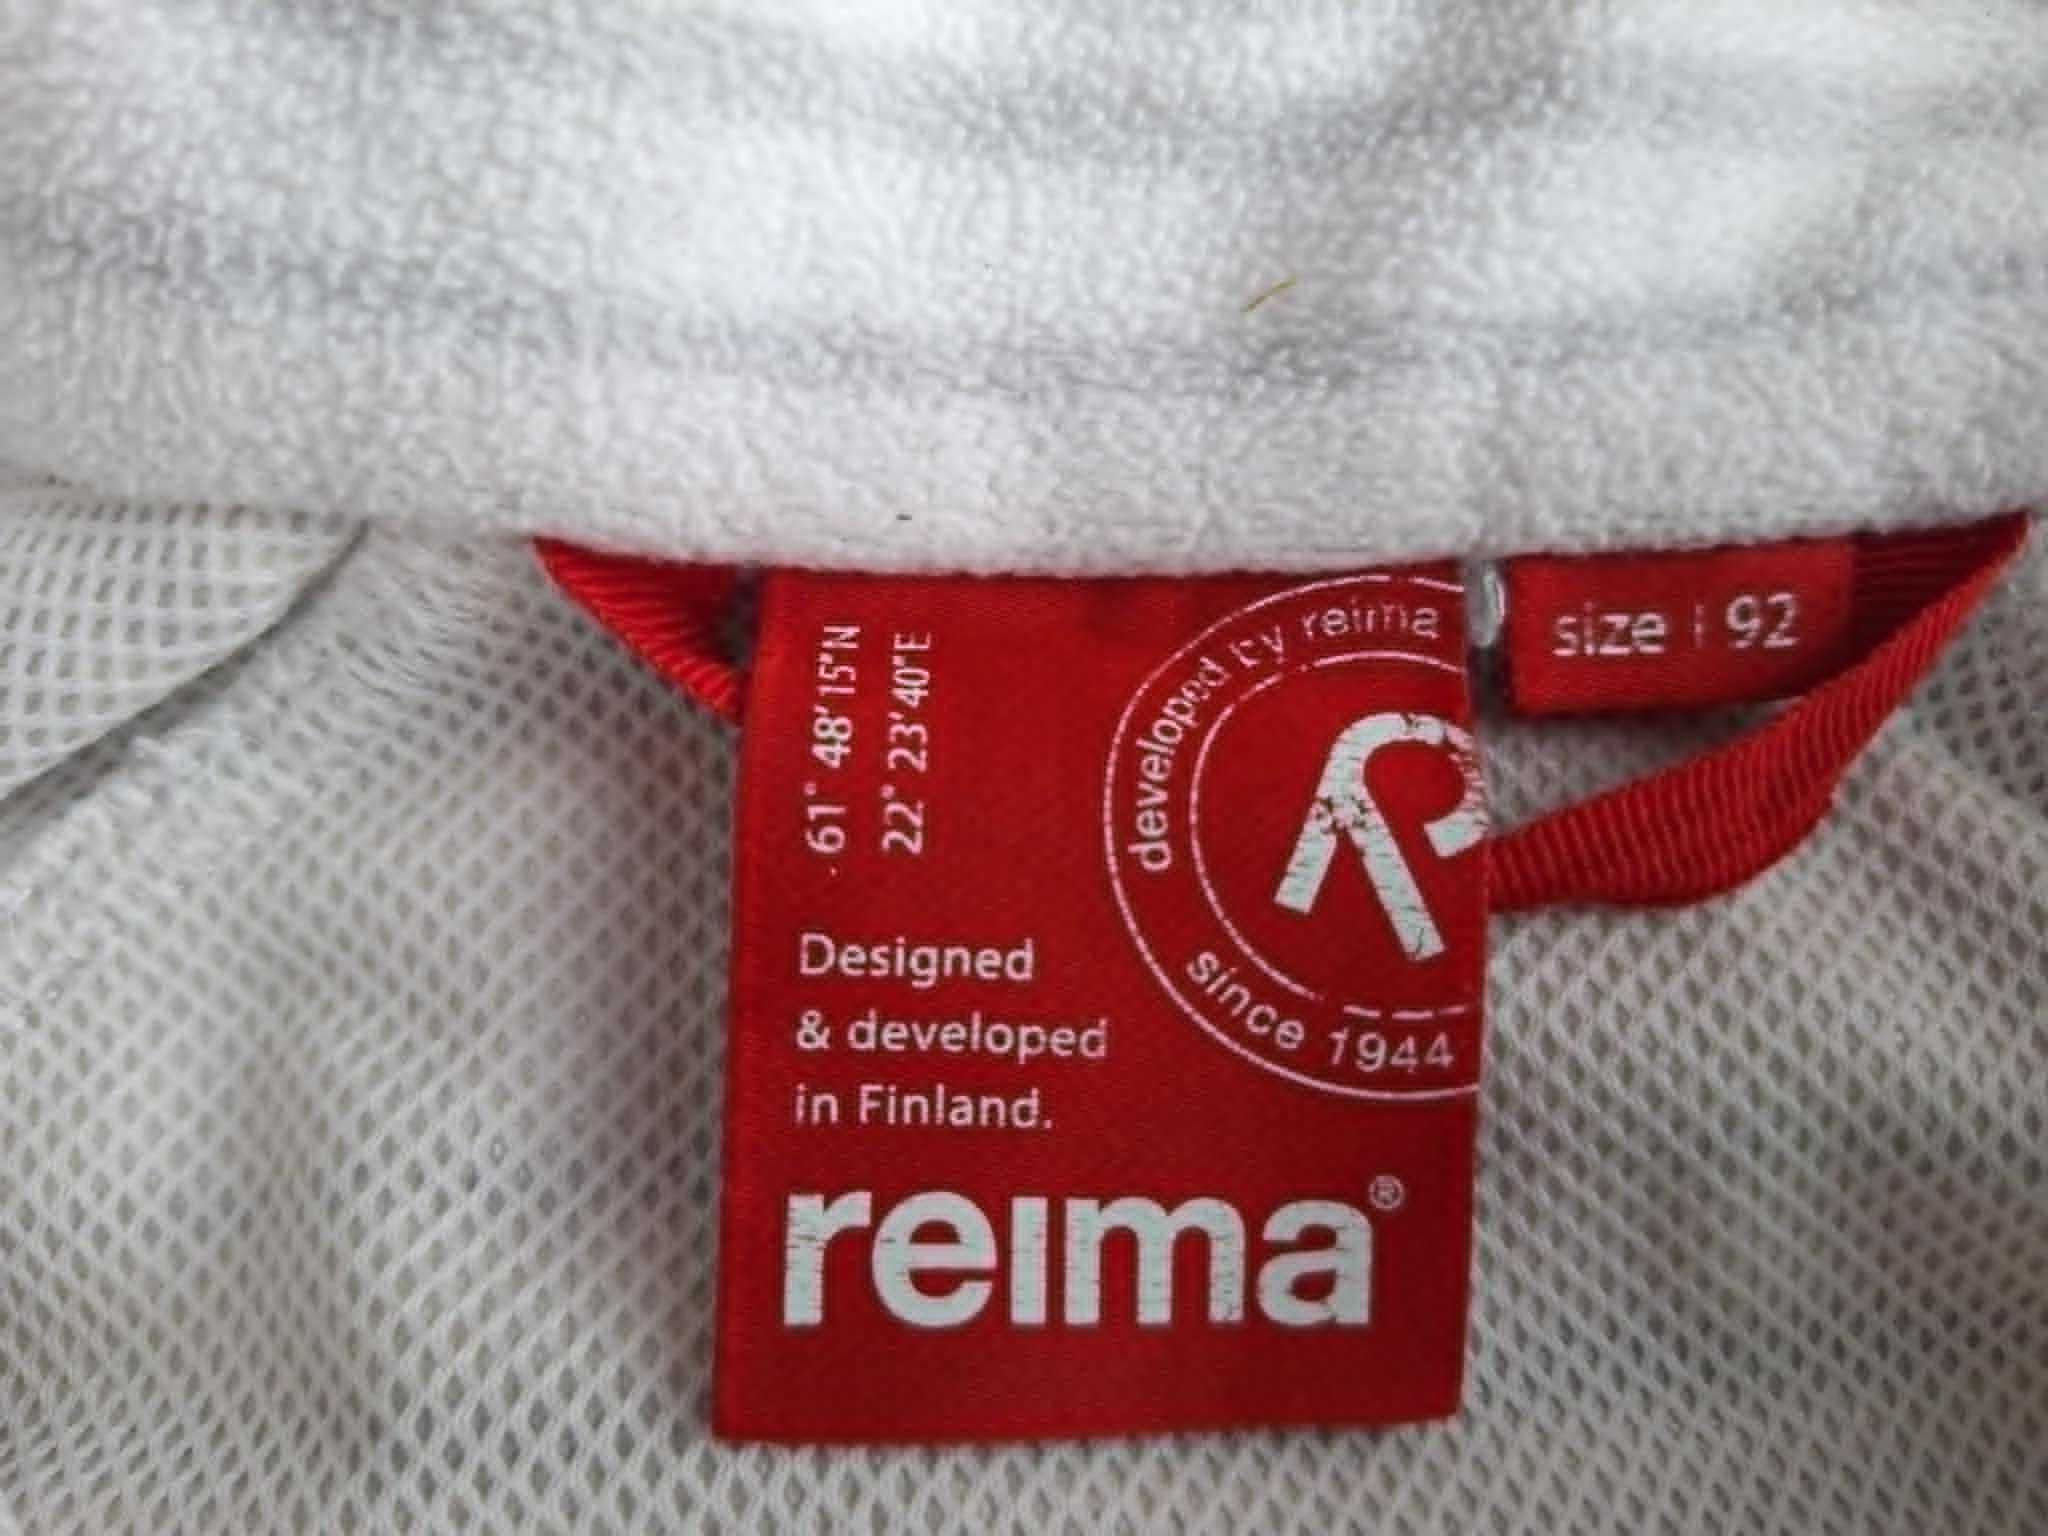 61° 48' 15"N
22° 23' 40"E
developed by reima
R
since 1944
size | 92
Designed
& developed
in Finland.
reima®